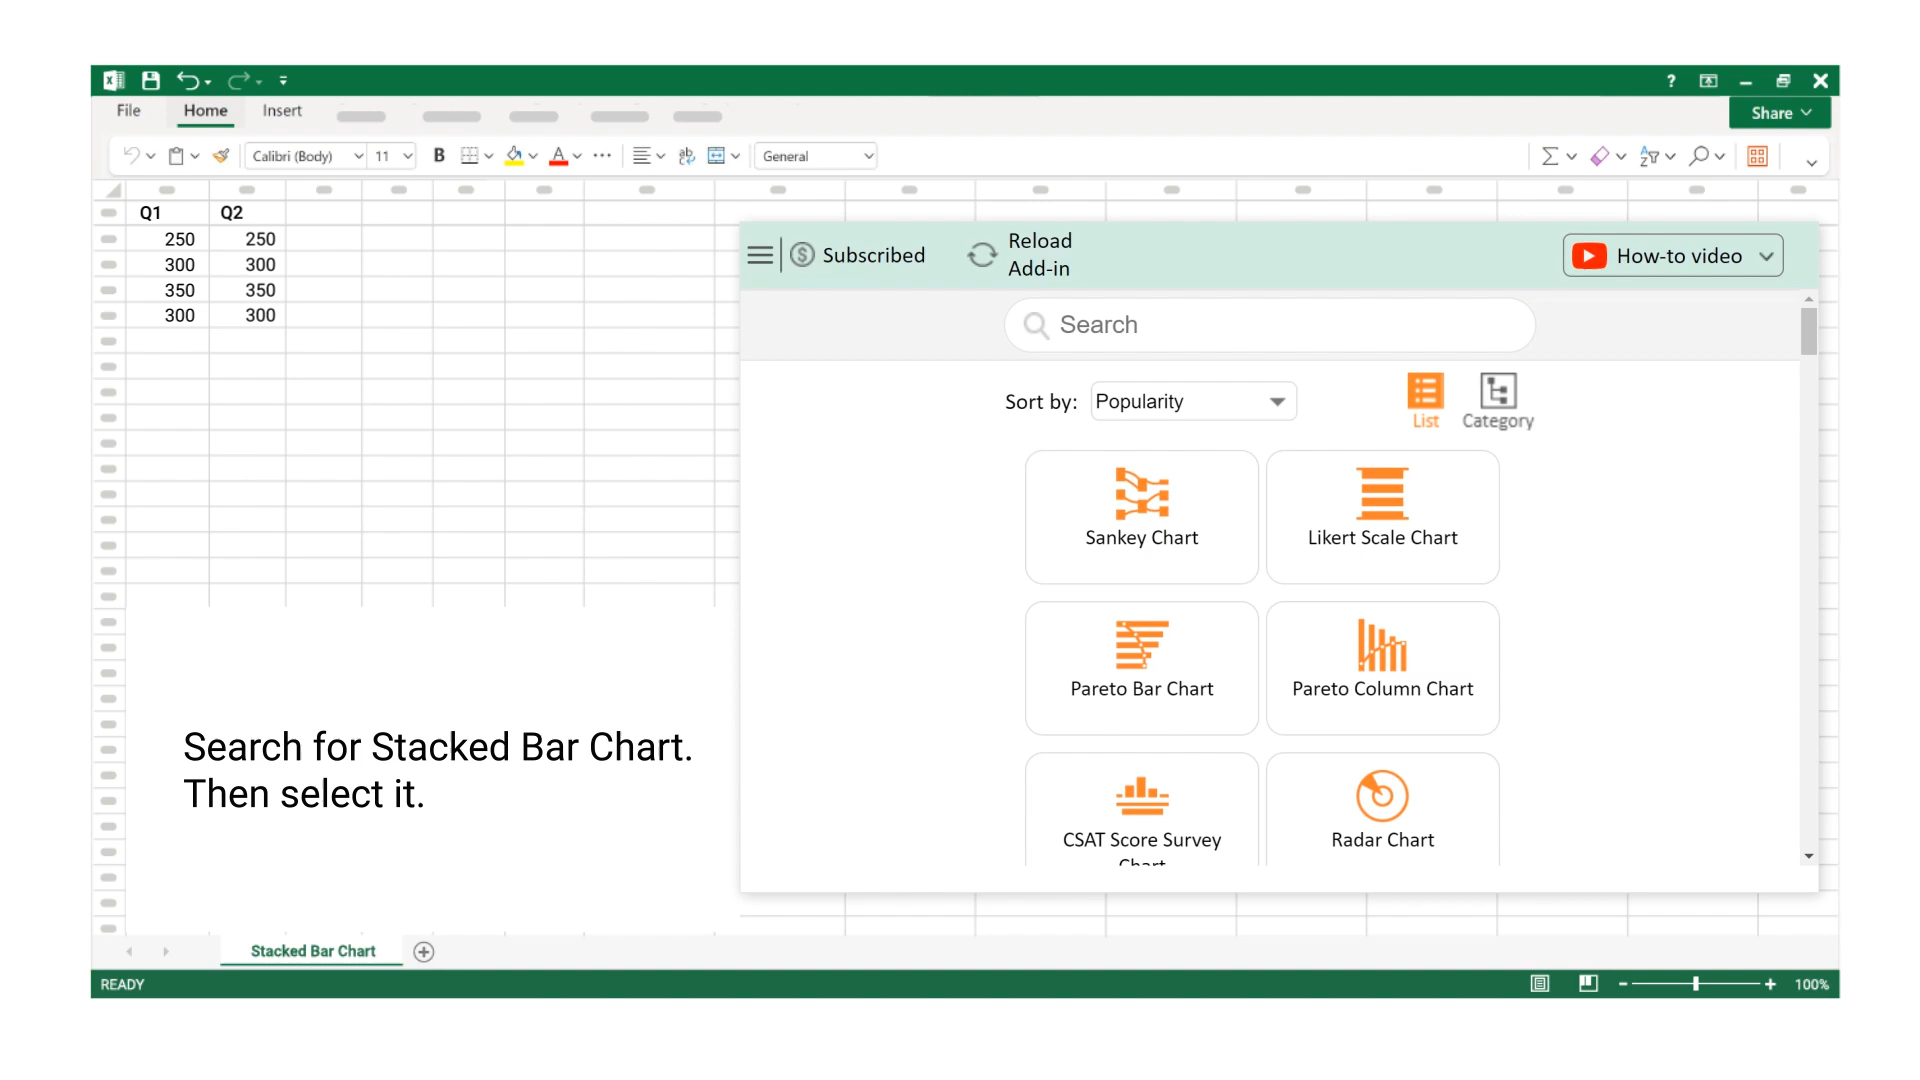 File Home Insert
Share
Calibri (Body) 11 B A ... ab General
Q1 Q2
250 250
300 300
350 350
300 300
Subscribed
Reload
Add-in
How-to video
Search
Sort by: Popularity
List Category
Sankey Chart
Likert Scale Chart
Pareto Bar Chart
Pareto Column Chart
CSAT Score Survey
Chart
Radar Chart
Search for Stacked Bar Chart.
Then select it.
Stacked Bar Chart
READY
100%